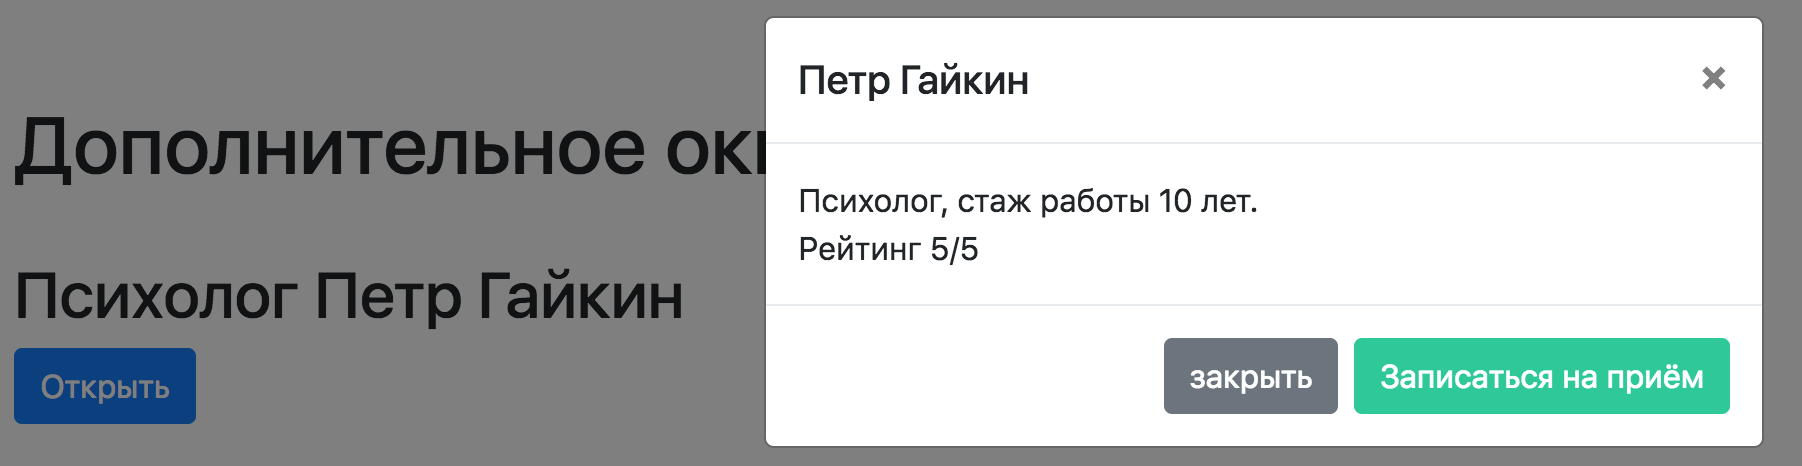 Дополнительное ок
Психолог Петр Гайкин
Открыть
Петр Гайкин
×
Психолог, стаж работы 10 лет.
Рейтинг 5/5
закрыть
Записаться на приём